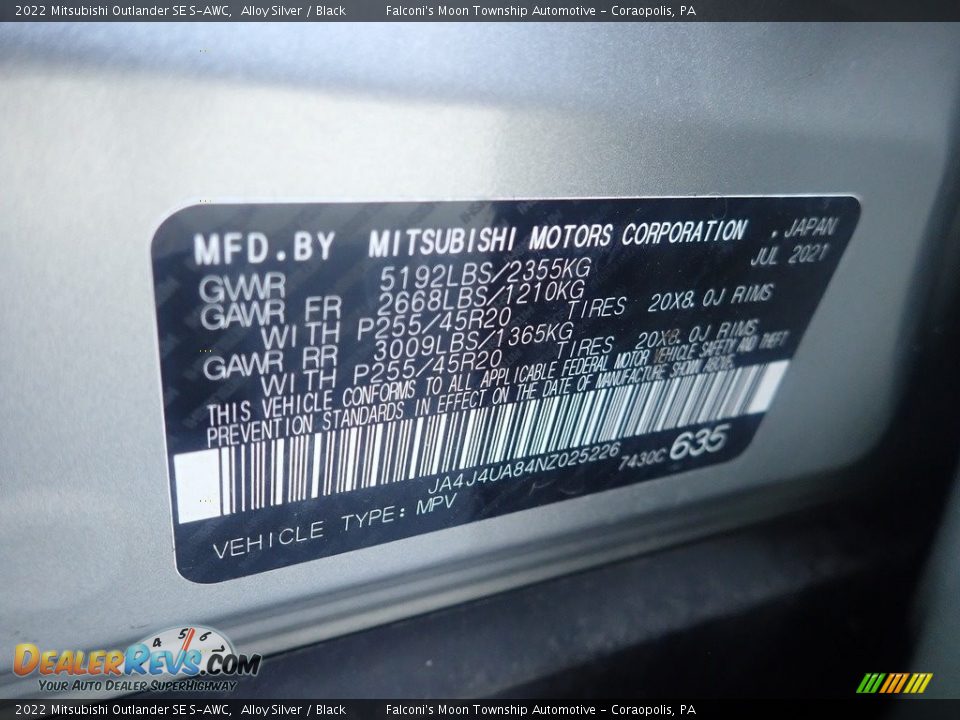 2022 Mitsubishi Outlander SE S-AWC, Alloy Silver / Black Falconi's Moon Township Automotive - Coraopolis, PA
MFD.BY MITSUBISHI MOTORS CORPORATION , JAPAN
JUL 2021
GVWR 5192LBS/2355KG
GAWR FR 2668LBS/1210KG
WITH P255/45R20 TIRES 20X8.0J RIMS
GAWR RR 3009LBS/1365KG
WITH P255/45R20 TIRES 20X8.0J RIMS
THIS VEHICLE CONFORMS TO ALL APPLICABLE FEDERAL MOTOR VEHICLE SAFETY AND THEFT
PREVENTION STANDARDS IN EFFECT ON THE DATE OF MANUFACTURE SHOWN ABOVE.
JA4J4UA84NZ025226 7430C 635
VEHICLE TYPE: MPV
4 5 6
DEALERREVS.COM
YOUR AUTO DEALER SUPERHIGHWAY
2022 Mitsubishi Outlander SE S-AWC, Alloy Silver / Black Falconi's Moon Township Automotive - Coraopolis, PA